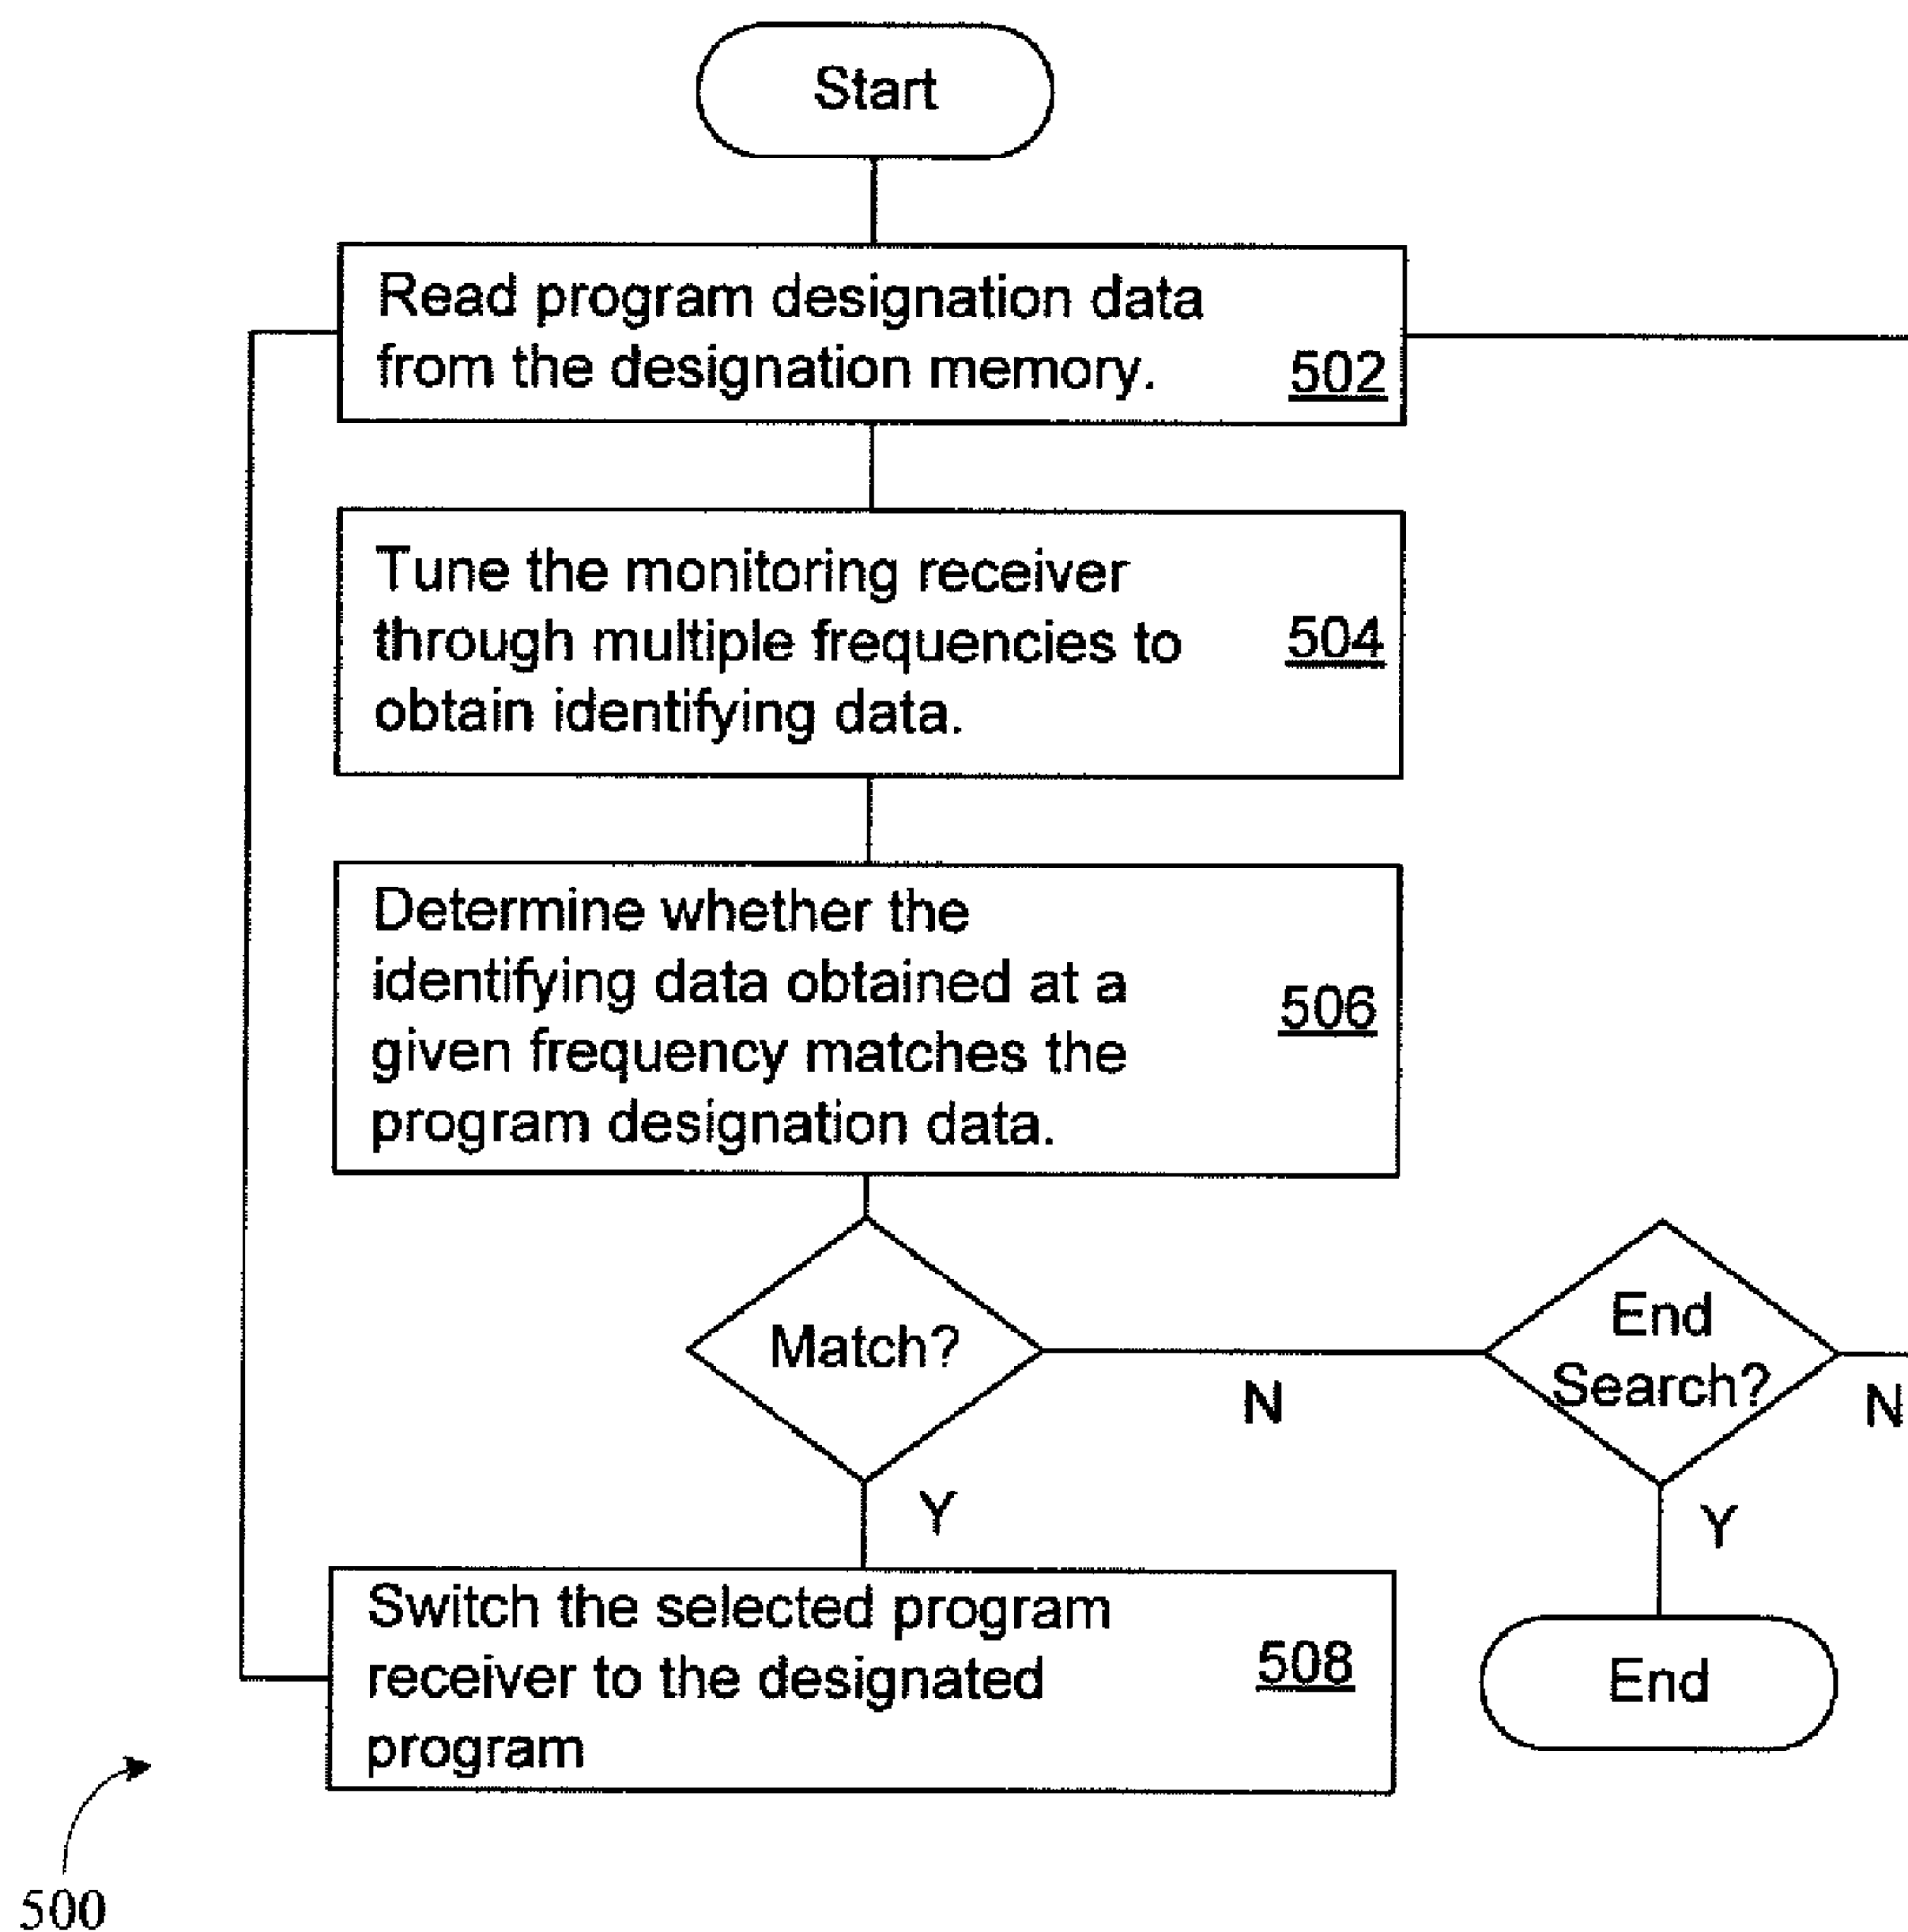 Start
Read program designation data
from the designation memory.
502
Tune the monitoring receiver
through multiple frequencies to
obtain identifying data.
504
Determine whether the
identifying data obtained at a
given frequency matches the
program designation data.
506
Match?
N
End
Search?
N
Y
Y
Switch the selected program
receiver to the designated
program
508
End
500